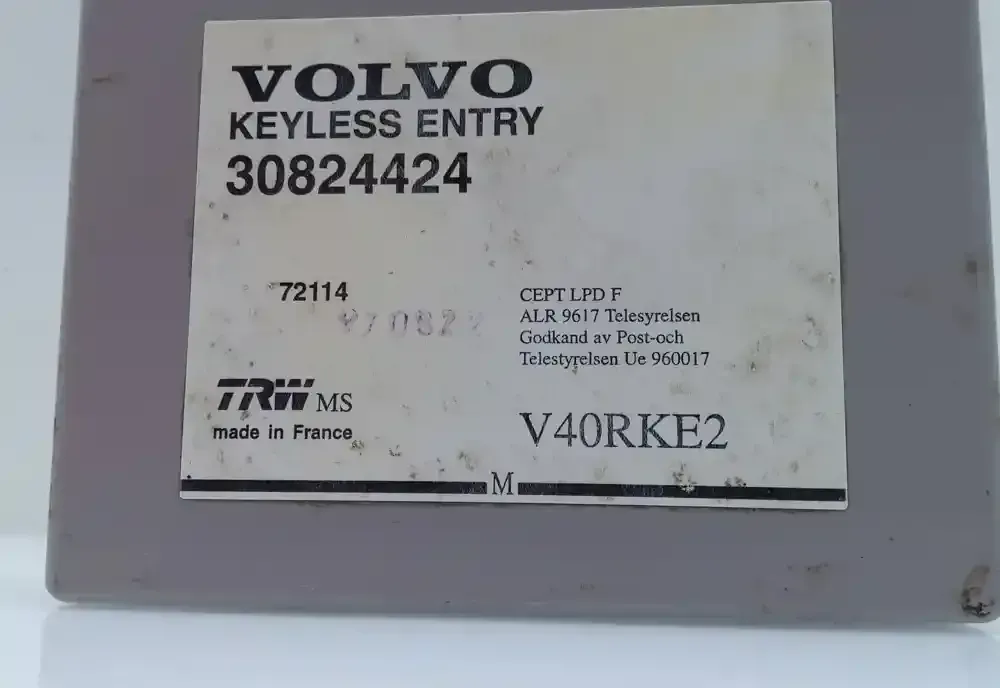 VOLVO
KEYLESS ENTRY
30824424
72114
CEPT LPD F
ALR 9617 Telesyrelsen
Godkand av Post-och
Telestyrelsen Ue 960017
TRW MS
made in France
V40RKE2
M